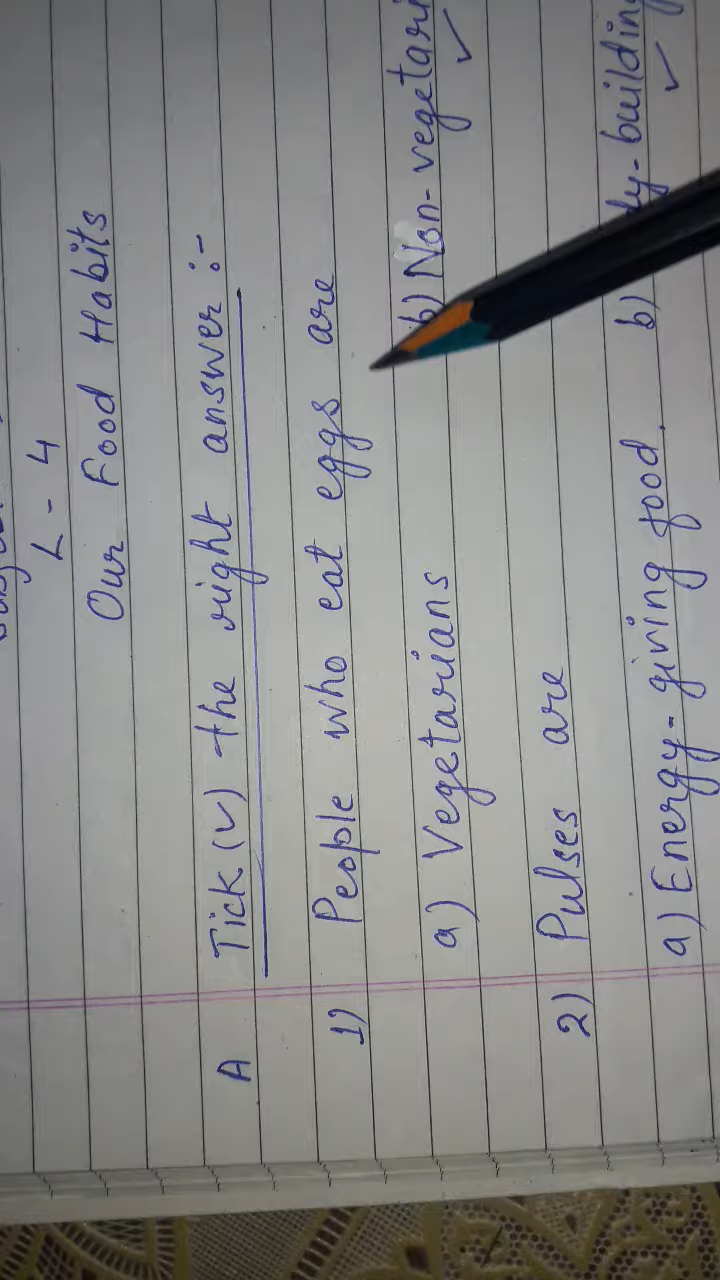 L - 4
Our Food Habits
A Tick (✓) the right answer :-
1) People who eat eggs are
a) Vegetarians b) Non-vegetari
2) Pulses are
a) Energy-giving food. b) dy-building